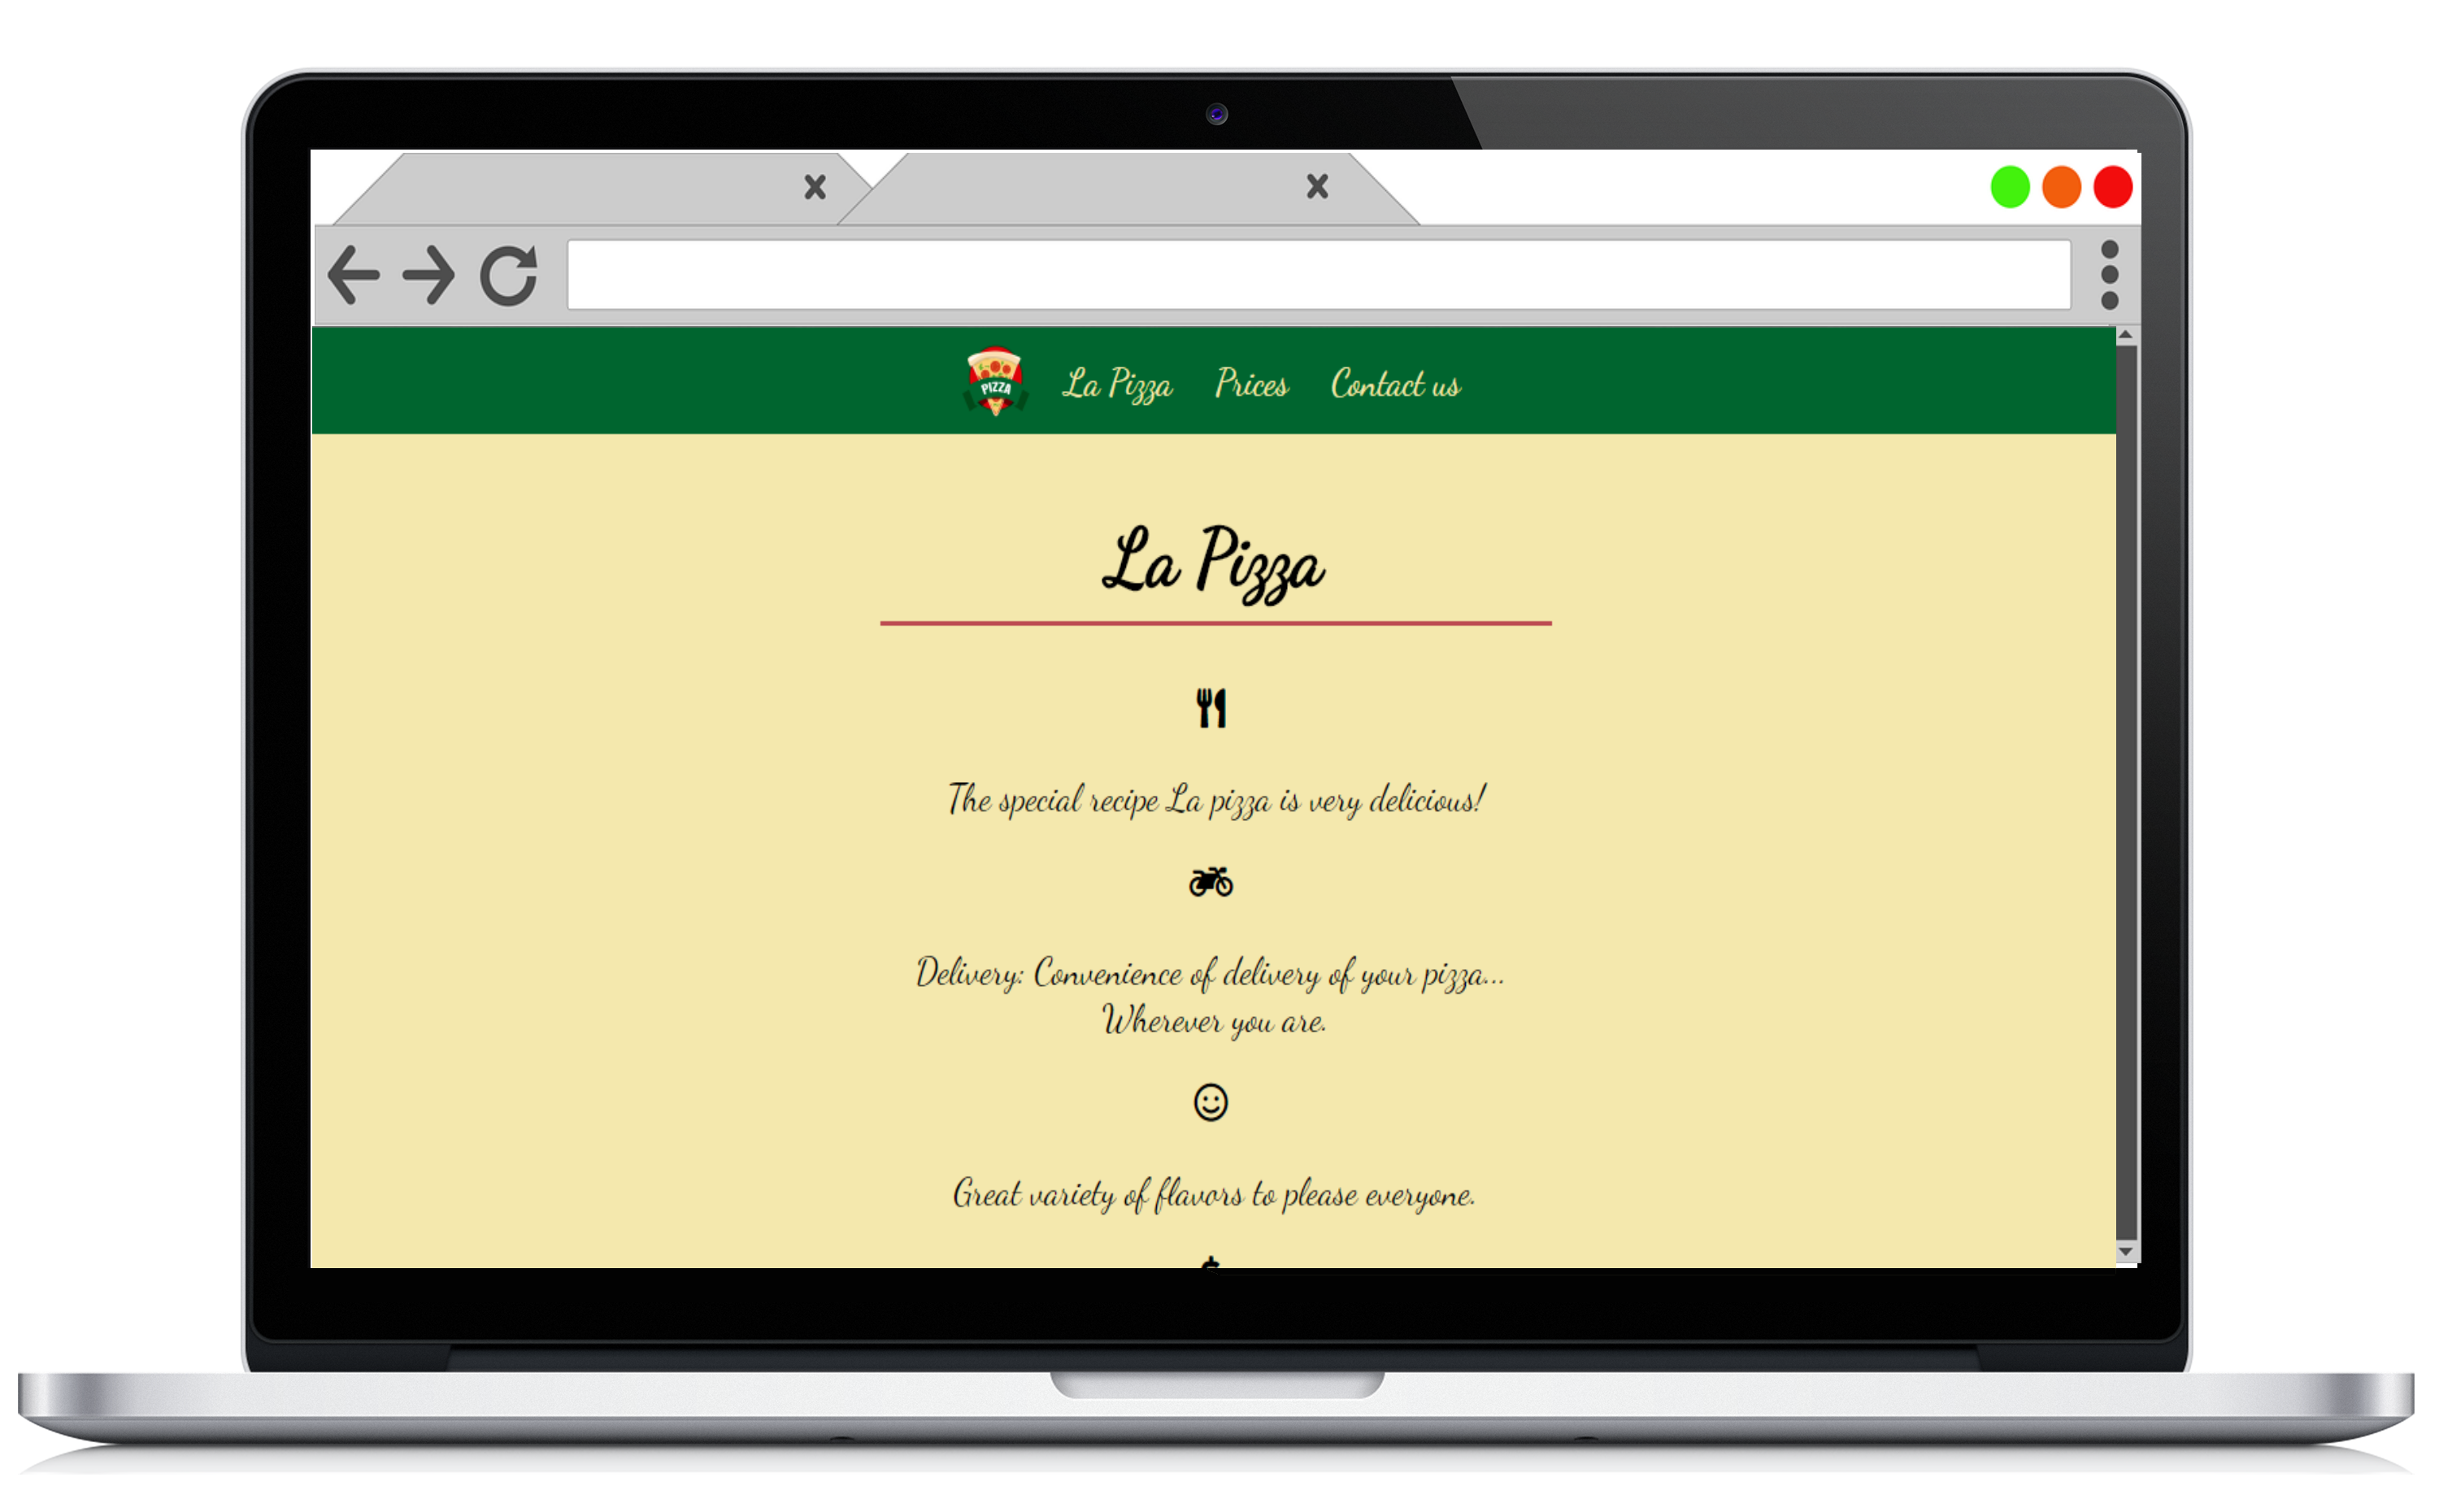 PIZZA
La Pizza Prices Contact us
La Pizza
The special recipe La pizza is very delicious!
Delivery: Convenience of delivery of your pizza...
Wherever you are.
Great variety of flavors to please everyone.